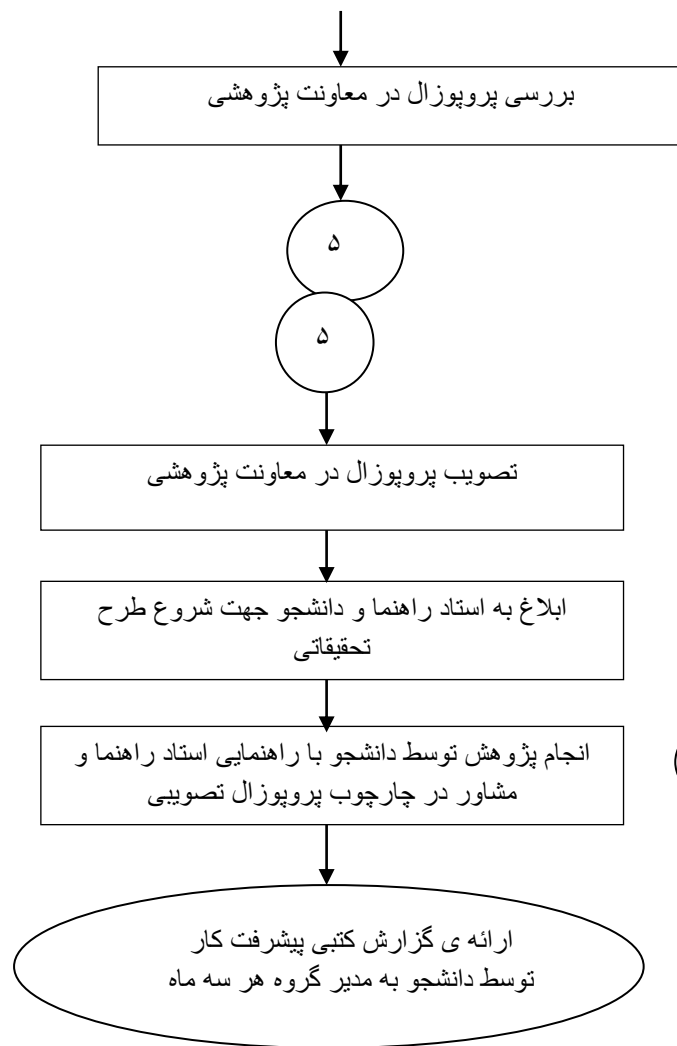 بررسی پروپوزال در معاونت پژوهشی
۵
۵
تصویب پروپوزال در معاونت پژوهشی
ابلاغ به استاد راهنما و دانشجو جهت شروع طرح
تحقیقاتی
انجام پژوهش توسط دانشجو با راهنمایی استاد راهنما و
مشاور در چارچوب پروپوزال تصویبی
ارائه ی گزارش کتبی پیشرفت کار
توسط دانشجو به مدیر گروه هر سه ماه